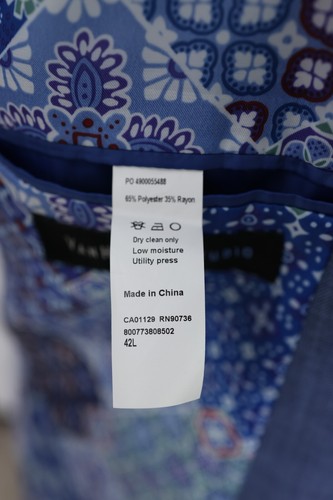 PO 4900055488
65% Polyester 35% Rayon
Dry clean only
Low moisture
Utility press
Made in China
CA01129 RN90736
800773808502
42L